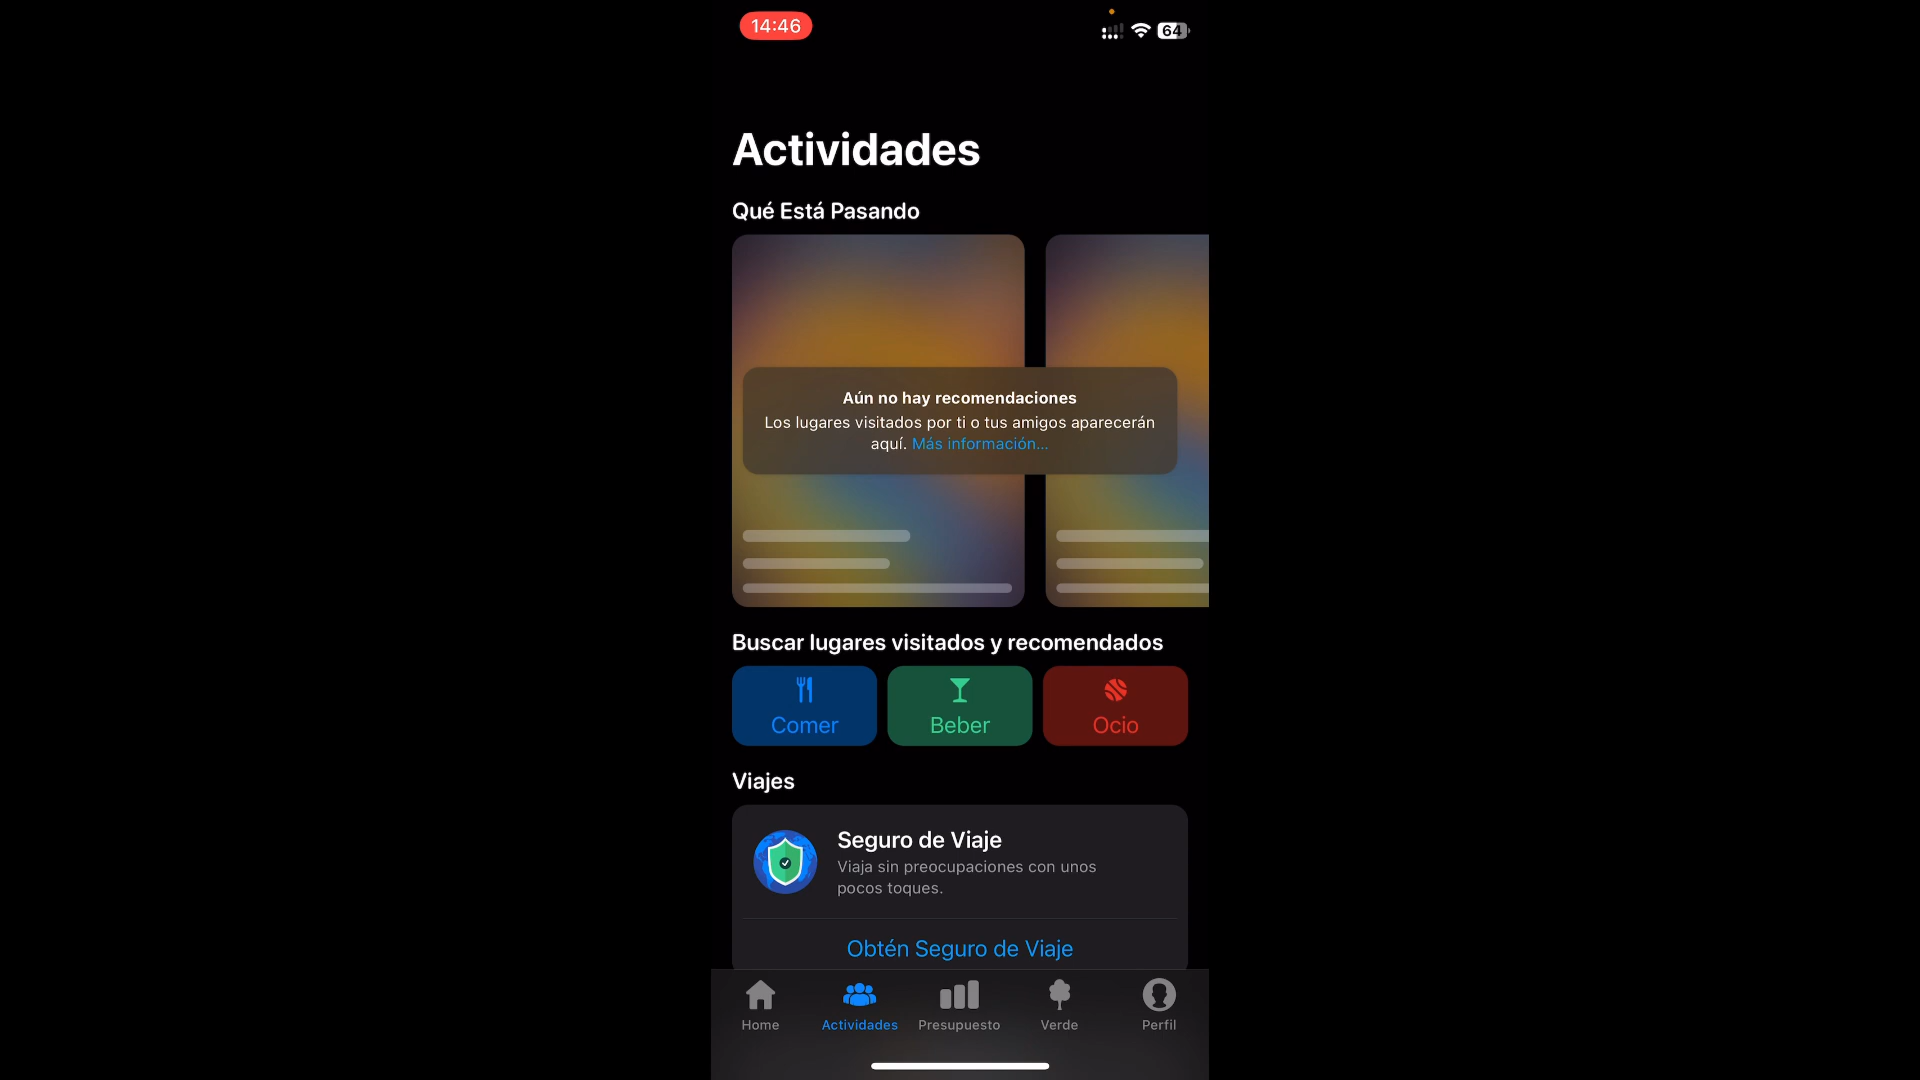 14:46
64
Actividades
Qué Está Pasando
Aún no hay recomendaciones
Los lugares visitados por ti o tus amigos aparecerán
aquí. Más información...
Buscar lugares visitados y recomendados
Comer
Beber
Ocio
Viajes
Seguro de Viaje
Viaja sin preocupaciones con unos
pocos toques.
Obtén Seguro de Viaje
Home
Actividades
Presupuesto
Verde
Perfil